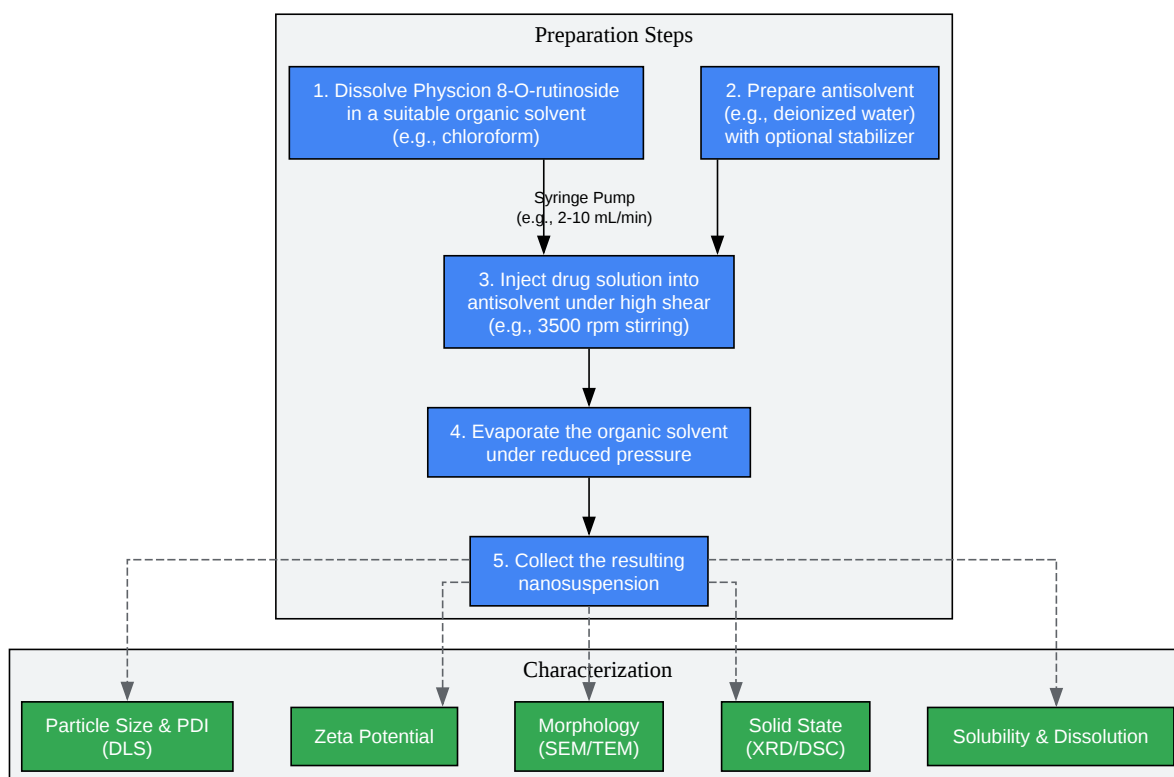 Preparation Steps
1. Dissolve Physcion 8-O-rutinoside
in a suitable organic solvent
(e.g., chloroform)
2. Prepare antisolvent
(e.g., deionized water)
with optional stabilizer
Syringe Pump
(e.g., 2-10 mL/min)
3. Inject drug solution into
antisolvent under high shear
(e.g., 3500 rpm stirring)
4. Evaporate the organic solvent
under reduced pressure
5. Collect the resulting
nanosuspension
Characterization
Particle Size & PDI
(DLS)
Zeta Potential
Morphology
(SEM/TEM)
Solid State
(XRD/DSC)
Solubility & Dissolution